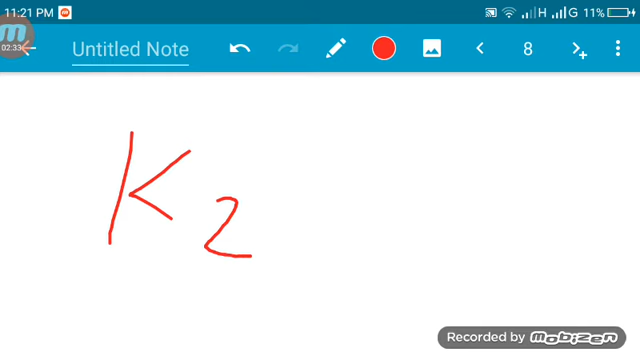 11:21 PM H G 11%
02:33 Untitled Note 8
K2
Recorded by mobizen